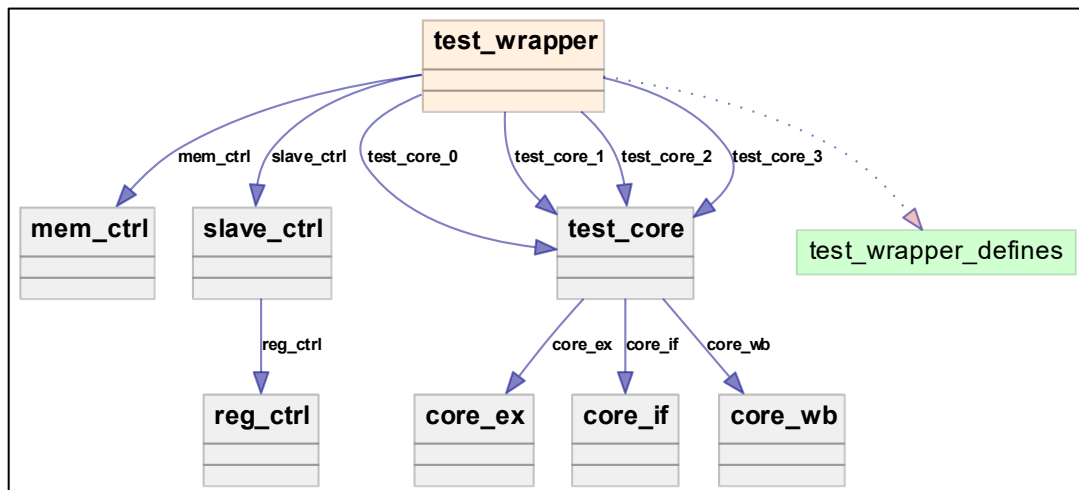 test_wrapper
mem_ctrl
slave_ctrl
test_core_0
test_core_1
test_core_2
test_core_3
mem_ctrl
slave_ctrl
test_core
test_wrapper_defines
reg_ctrl
core_ex
core_if
core_wb
reg_ctrl
core_ex
core_if
core_wb